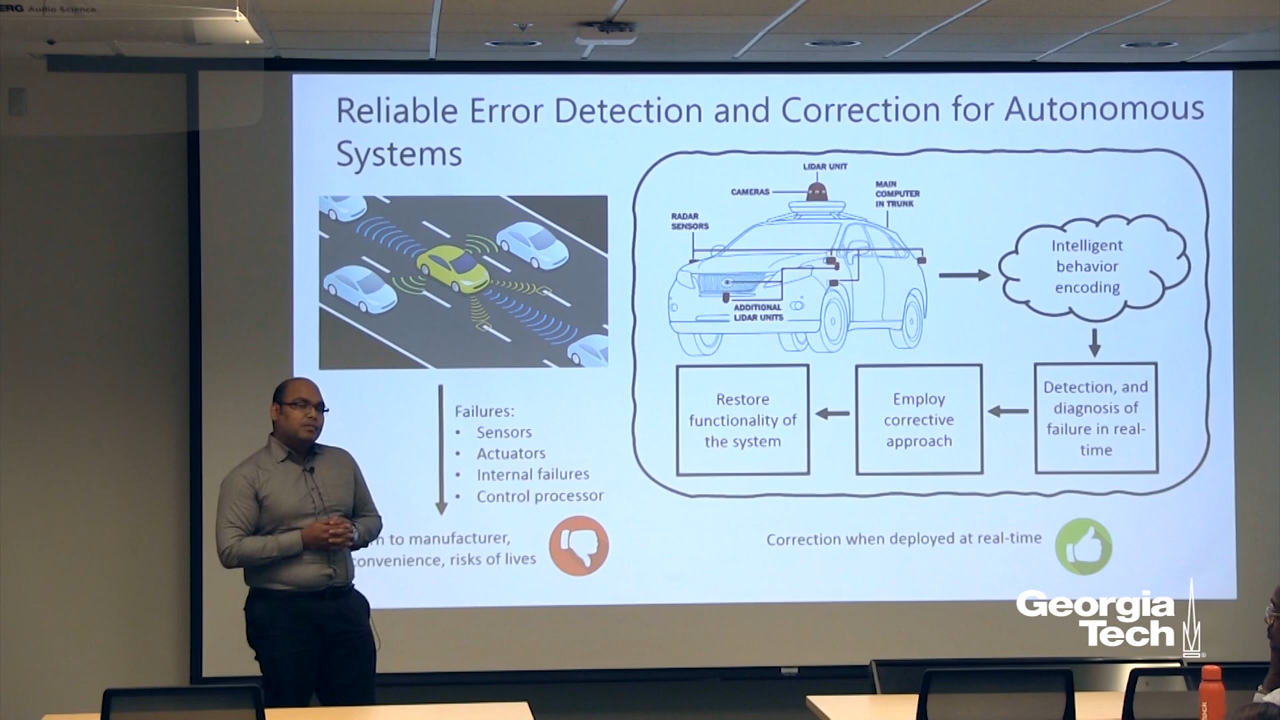 ERG Audio Science
Reliable Error Detection and Correction for Autonomous
Systems
LIDAR UNIT
CAMERAS
MAIN
COMPUTER
IN TRUNK
RADAR
SENSORS
ADDITIONAL
LIDAR UNITS
Intelligent
behavior
encoding
Detection, and
diagnosis of
failure in real-
time
Employ
corrective
approach
Restore
functionality of
the system
Failures:
• Sensors
• Actuators
• Internal failures
• Control processor
to manufacturer,
convenience, risks of lives
Correction when deployed at real-time
Georgia
Tech